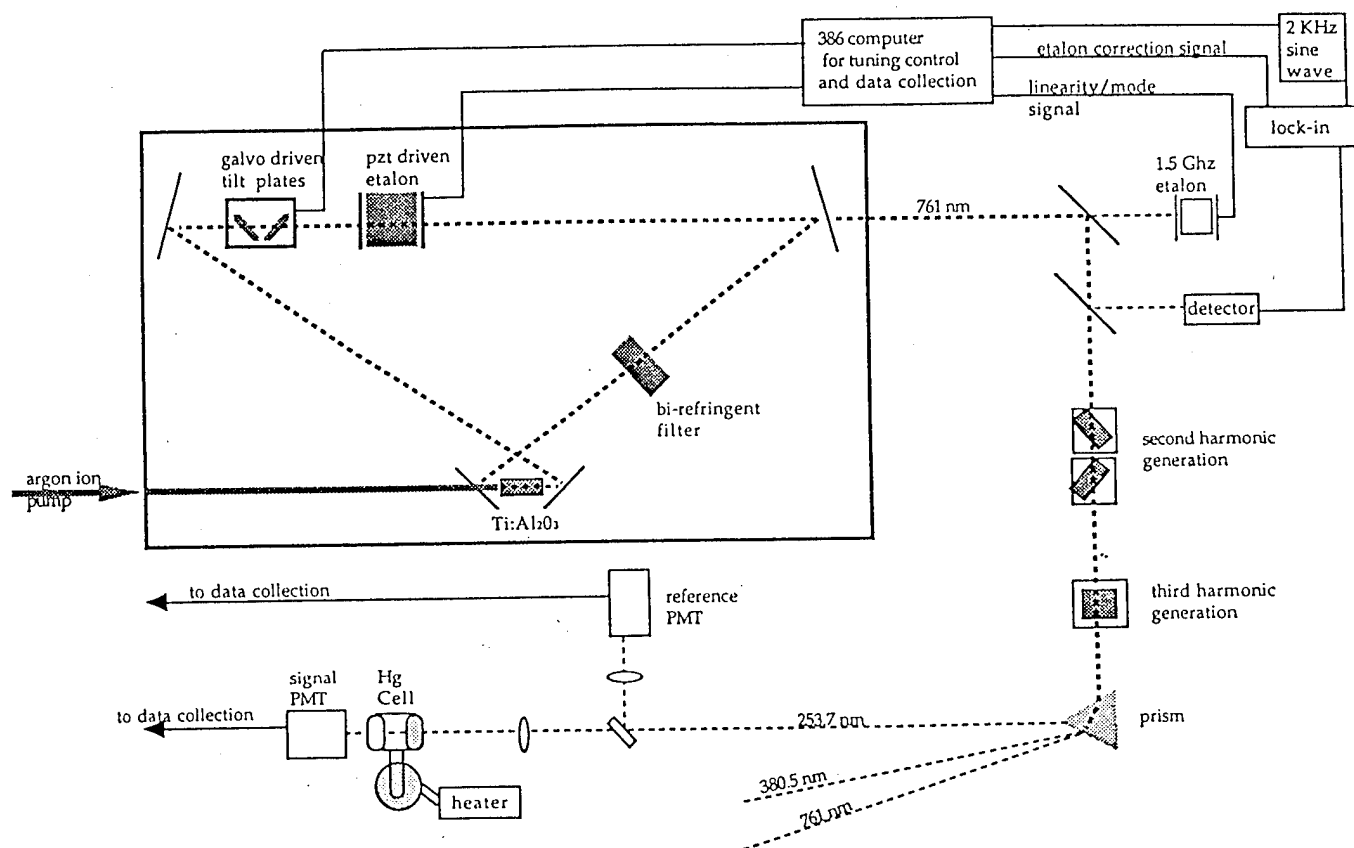 386 computer
for tuning control
and data collection
2 KHz
sine
wave
etalon correction signal
linearity/mode
signal
lock-in
galvo driven
tilt plates
pzt driven
etalon
1.5 Ghz
etalon
761 nm
detector
bi-refringent
filter
second harmonic
generation
argon ion
pump
Ti:Al2O3
to data collection
reference
PMT
third harmonic
generation
signal
PMT
Hg
Cell
to data collection
253.7 nm
prism
380.5 nm
heater
761 nm